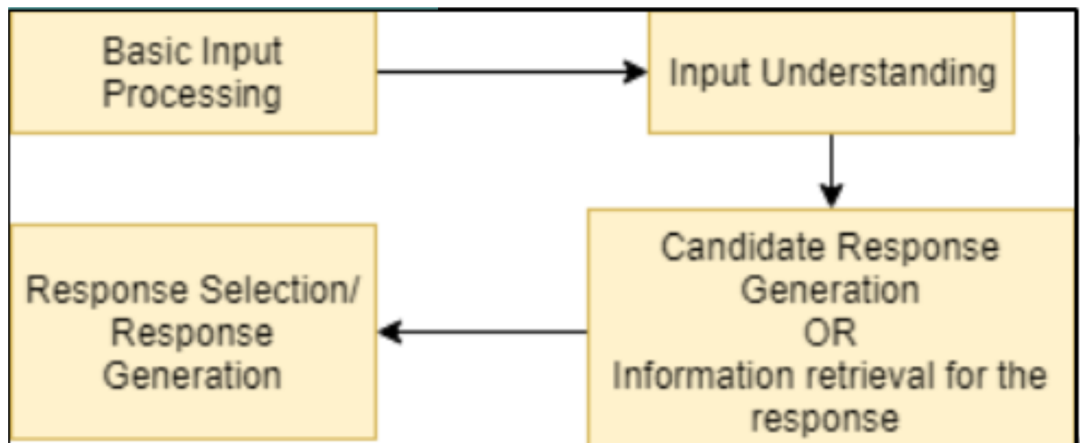 Basic Input
Processing
Input Understanding
Candidate Response
Generation
OR
Information retrieval for the
response
Response Selection/
Response
Generation